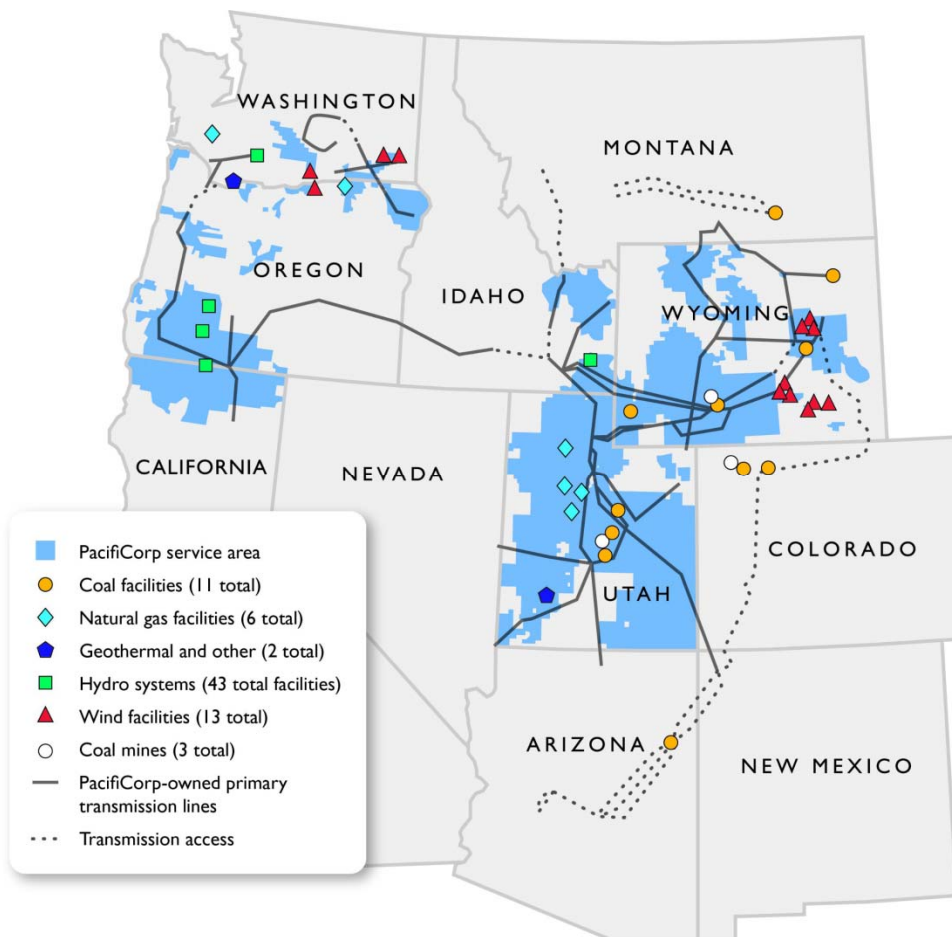 WASHINGTON
MONTANA
OREGON
IDAHO
WYOMING
CALIFORNIA
NEVADA
UTAH
COLORADO
ARIZONA
NEW MEXICO
PacifiCorp service area
Coal facilities (11 total)
Natural gas facilities (6 total)
Geothermal and other (2 total)
Hydro systems (43 total facilities)
Wind facilities (13 total)
Coal mines (3 total)
PacifiCorp-owned primary
transmission lines
Transmission access